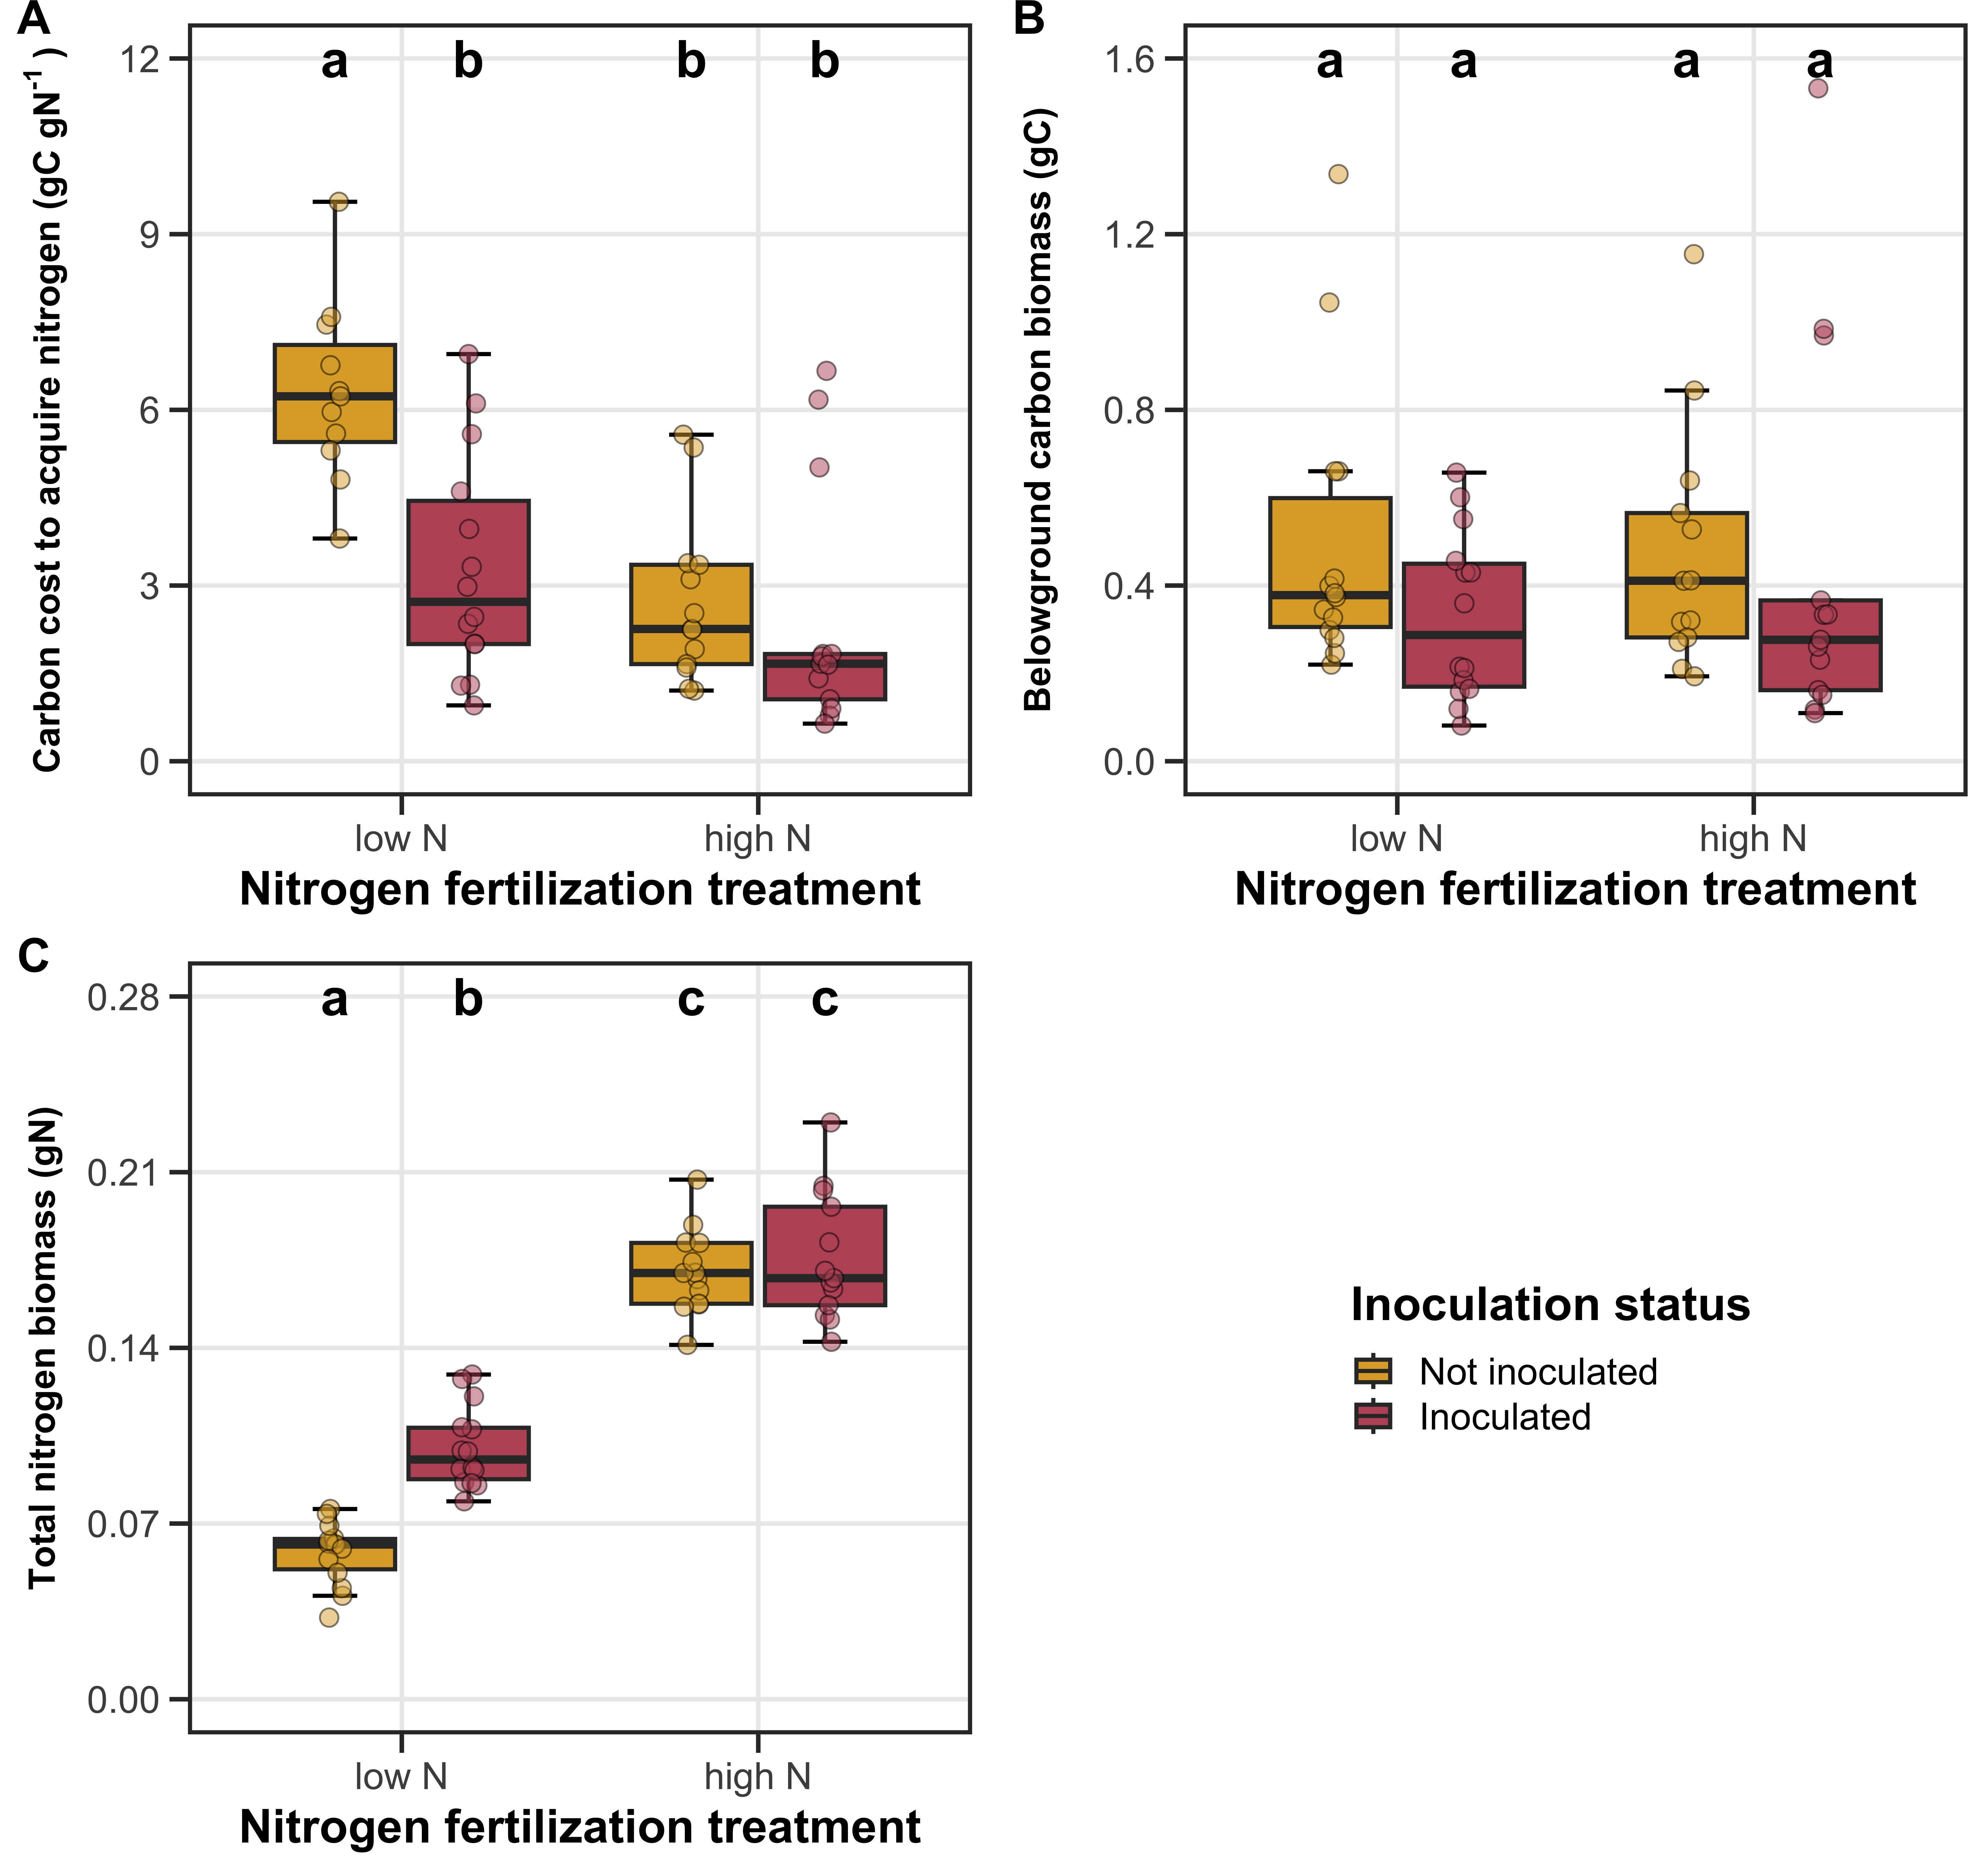 A
Carbon cost to acquire nitrogen (gC gN⁻¹ )
12
9
6
3
0
a b b b
low N high N
Nitrogen fertilization treatment
B
Belowground carbon biomass (gC)
1.6
1.2
0.8
0.4
0.0
a a a a
low N high N
Nitrogen fertilization treatment
C
Total nitrogen biomass (gN)
0.28
0.21
0.14
0.07
0.00
a b c c
low N high N
Nitrogen fertilization treatment
Inoculation status
Not inoculated
Inoculated